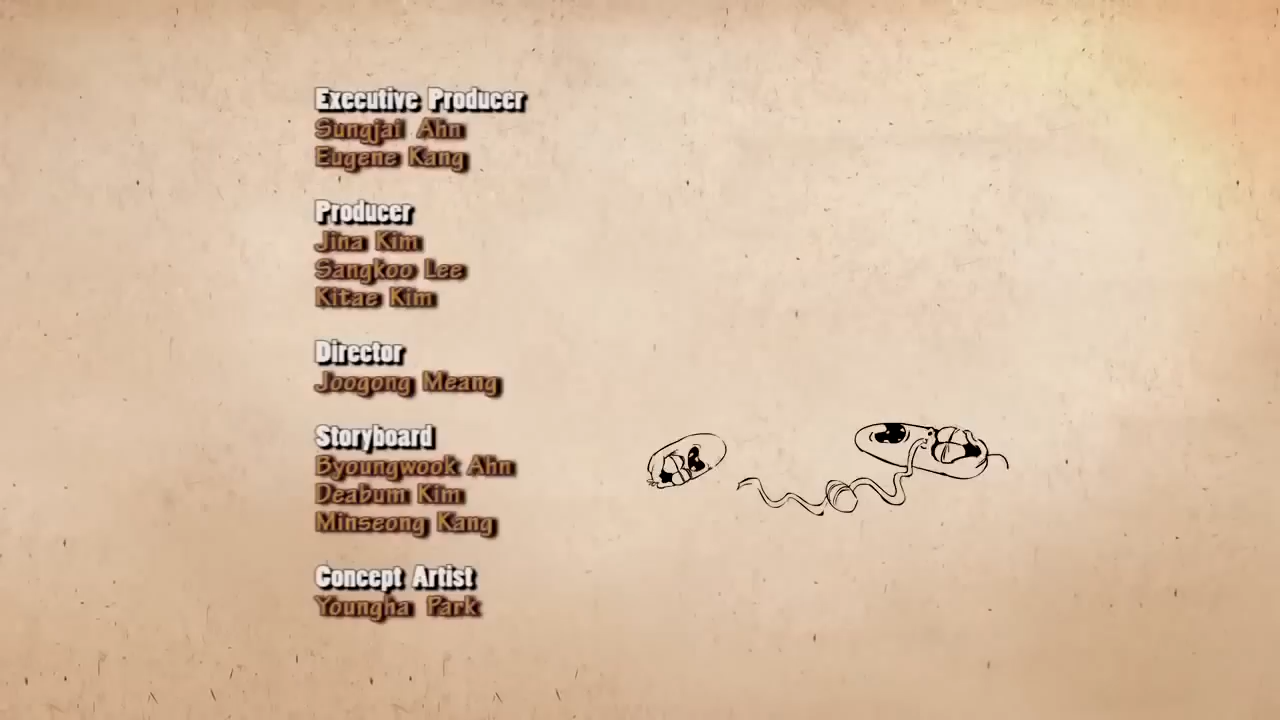 Executive Producer
Sungjai Ahn
Eugene Kang
Producer
Jina Kim
Sangkoo Lee
Kitae Kim
Director
Joogong Meang
Storyboard
Byoungwook Ahn
Deabum Kim
Minseong Kang
Concept Artist
Youngha Park